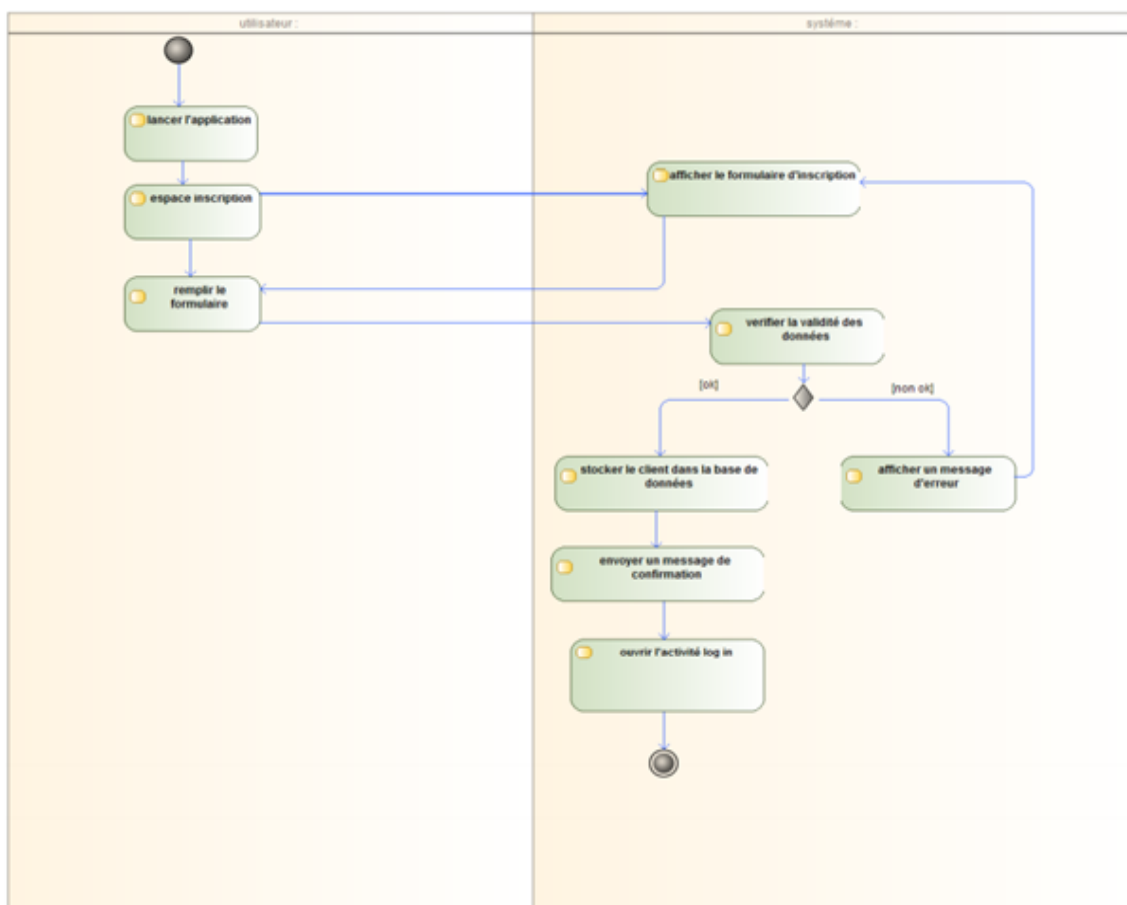 utilisateur :
systéme :
lancer l'application
afficher le formulaire d'inscription
espace inscription
remplir le
formulaire
verifier la validité des
données
[ok]
[non ok]
stocker le client dans la base de
données
afficher un message
d'erreur
envoyer un message de
confirmation
ouvrir l'activité log in